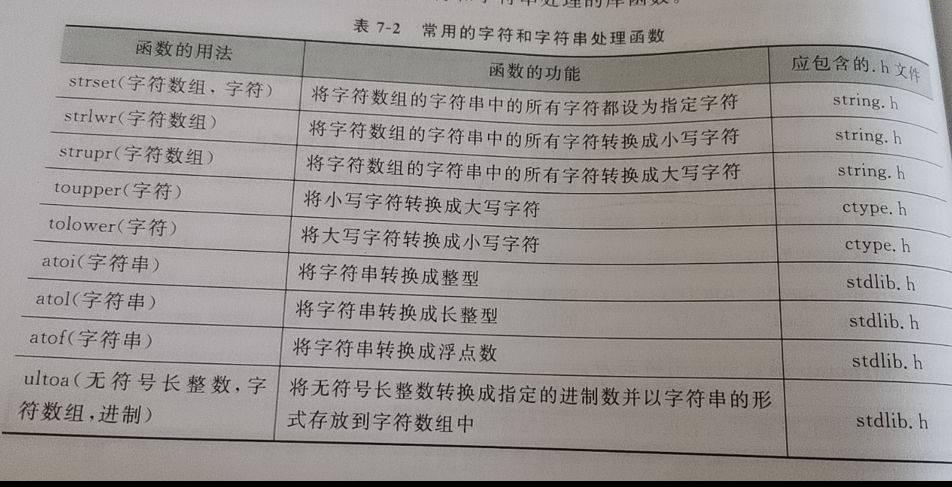 符串处理的库函数。
表 7-2 常用的字符和字符串处理函数
函数的用法 函数的功能 应包含的.h 文件
strset(字符数组,字符) 将字符数组的字符串中的所有字符都设为指定字符 string.h
strlwr(字符数组) 将字符数组的字符串中的所有字符转换成小写字符 string.h
strupr(字符数组) 将字符数组的字符串中的所有字符转换成大写字符 string.h
toupper(字符) 将小写字符转换成大写字符 ctype.h
tolower(字符) 将大写字符转换成小写字符 ctype.h
atoi(字符串) 将字符串转换成整型 stdlib.h
atol(字符串) 将字符串转换成长整型 stdlib.h
atof(字符串) 将字符串转换成浮点数 stdlib.h
ultoa(无符号长整数,字 将无符号长整数转换成指定的进制数并以字符串的形
符数组,进制) 式存放到字符数组中 stdlib.h